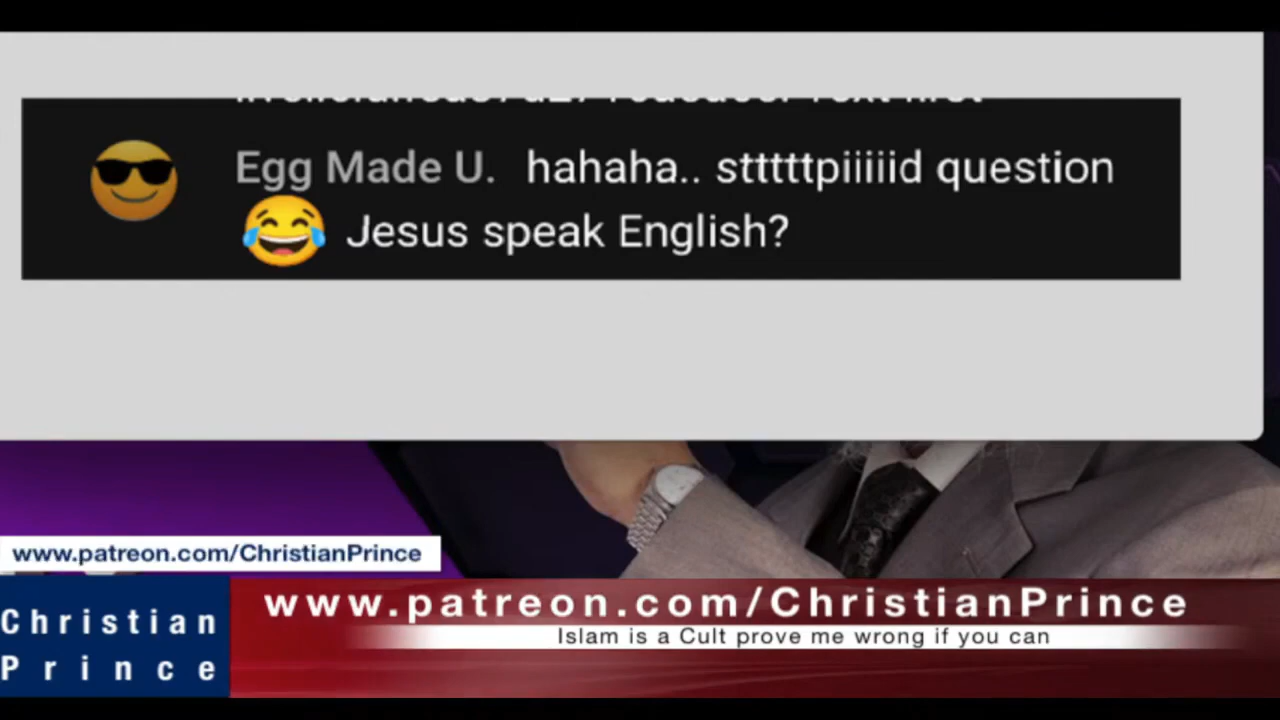 Egg Made U. hahaha.. stttttpiiiiid question
😂 Jesus speak English?
www.patreon.com/ChristianPrince
Christian
Prince
www.patreon.com/ChristianPrince
Islam is a Cult prove me wrong if you can